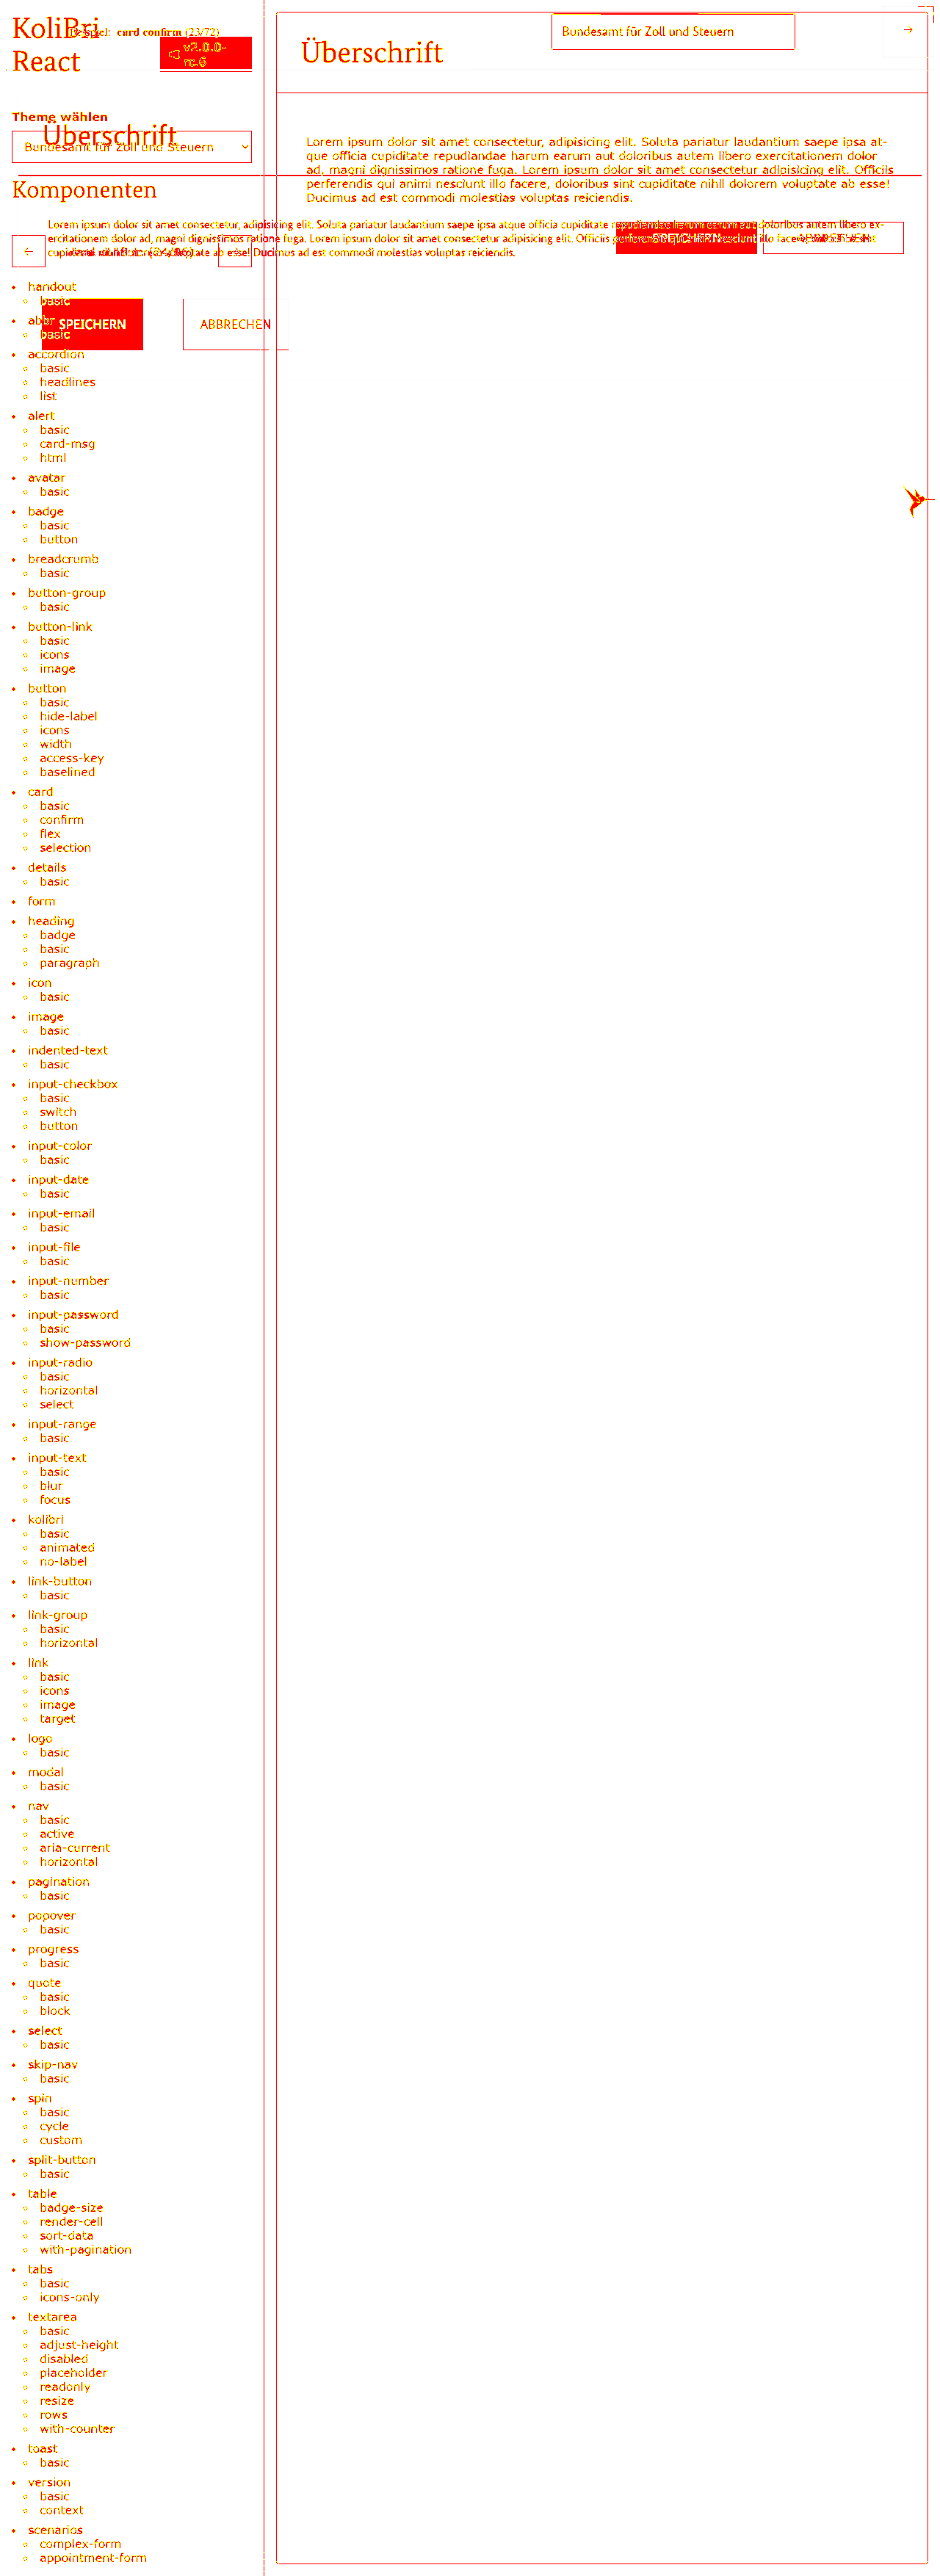 KoliBri
React
Beispiel: card confirm (23/72)
v2.0.0-
rc.6
Bundesamt für Zoll und Steuern
→
Überschrift
Theme wählen
Bundesamt für Zoll und Steuern
Überschrift
Komponenten
Lorem ipsum dolor sit amet consectetur, adipisicing elit. Soluta pariatur laudantium saepe ipsa at-
que officia cupiditate repudiandae harum earum aut doloribus autem libero exercitationem dolor
ad, magni dignissimos ratione fuga. Lorem ipsum dolor sit amet consectetur adipisicing elit. Officiis
perferendis qui animi nesciunt illo facere, doloribus sint cupiditate nihil dolorem voluptate ab esse!
Ducimus ad est commodi molestias voluptas reiciendis.
Lorem ipsum dolor sit amet consectetur, adipisicing elit. Soluta pariatur laudantium saepe ipsa atque officia cupiditate repudiandae harum earum aut doloribus autem libero ex-
ercitationem dolor ad, magni dignissimos ratione fuga. Lorem ipsum dolor sit amet consectetur adipisicing elit. Officiis
ab esse! Ducimus ad est commodi molestias voluptas reiciendis.
SPEICHERN
←
SPEICHERN
ABBRECHEN
handout
basic
abbr
basic
accordion
basic
headlines
list
alert
basic
card-msg
html
avatar
basic
badge
basic
button
breadcrumb
basic
button-group
basic
button-link
basic
icons
image
button
basic
hide-label
icons
width
access-key
baselined
card
basic
confirm
flex
selection
details
basic
form
heading
badge
basic
paragraph
icon
basic
image
basic
indented-text
basic
input-checkbox
basic
switch
button
input-color
basic
input-date
basic
input-email
basic
input-file
basic
input-number
basic
input-password
basic
show-password
input-radio
basic
horizontal
select
input-range
basic
input-text
basic
blur
focus
kolibri
basic
animated
no-label
link-button
basic
link-group
basic
horizontal
link
basic
icons
image
target
logo
basic
modal
basic
nav
basic
active
aria-current
horizontal
pagination
basic
popover
basic
progress
basic
quote
basic
block
select
basic
skip-nav
basic
spin
basic
cycle
custom
split-button
basic
table
badge-size
render-cell
sort-data
with-pagination
tabs
basic
icons-only
textarea
basic
adjust-height
disabled
placeholder
readonly
resize
rows
with-counter
toast
basic
version
basic
context
scenarios
complex-form
appointment-form